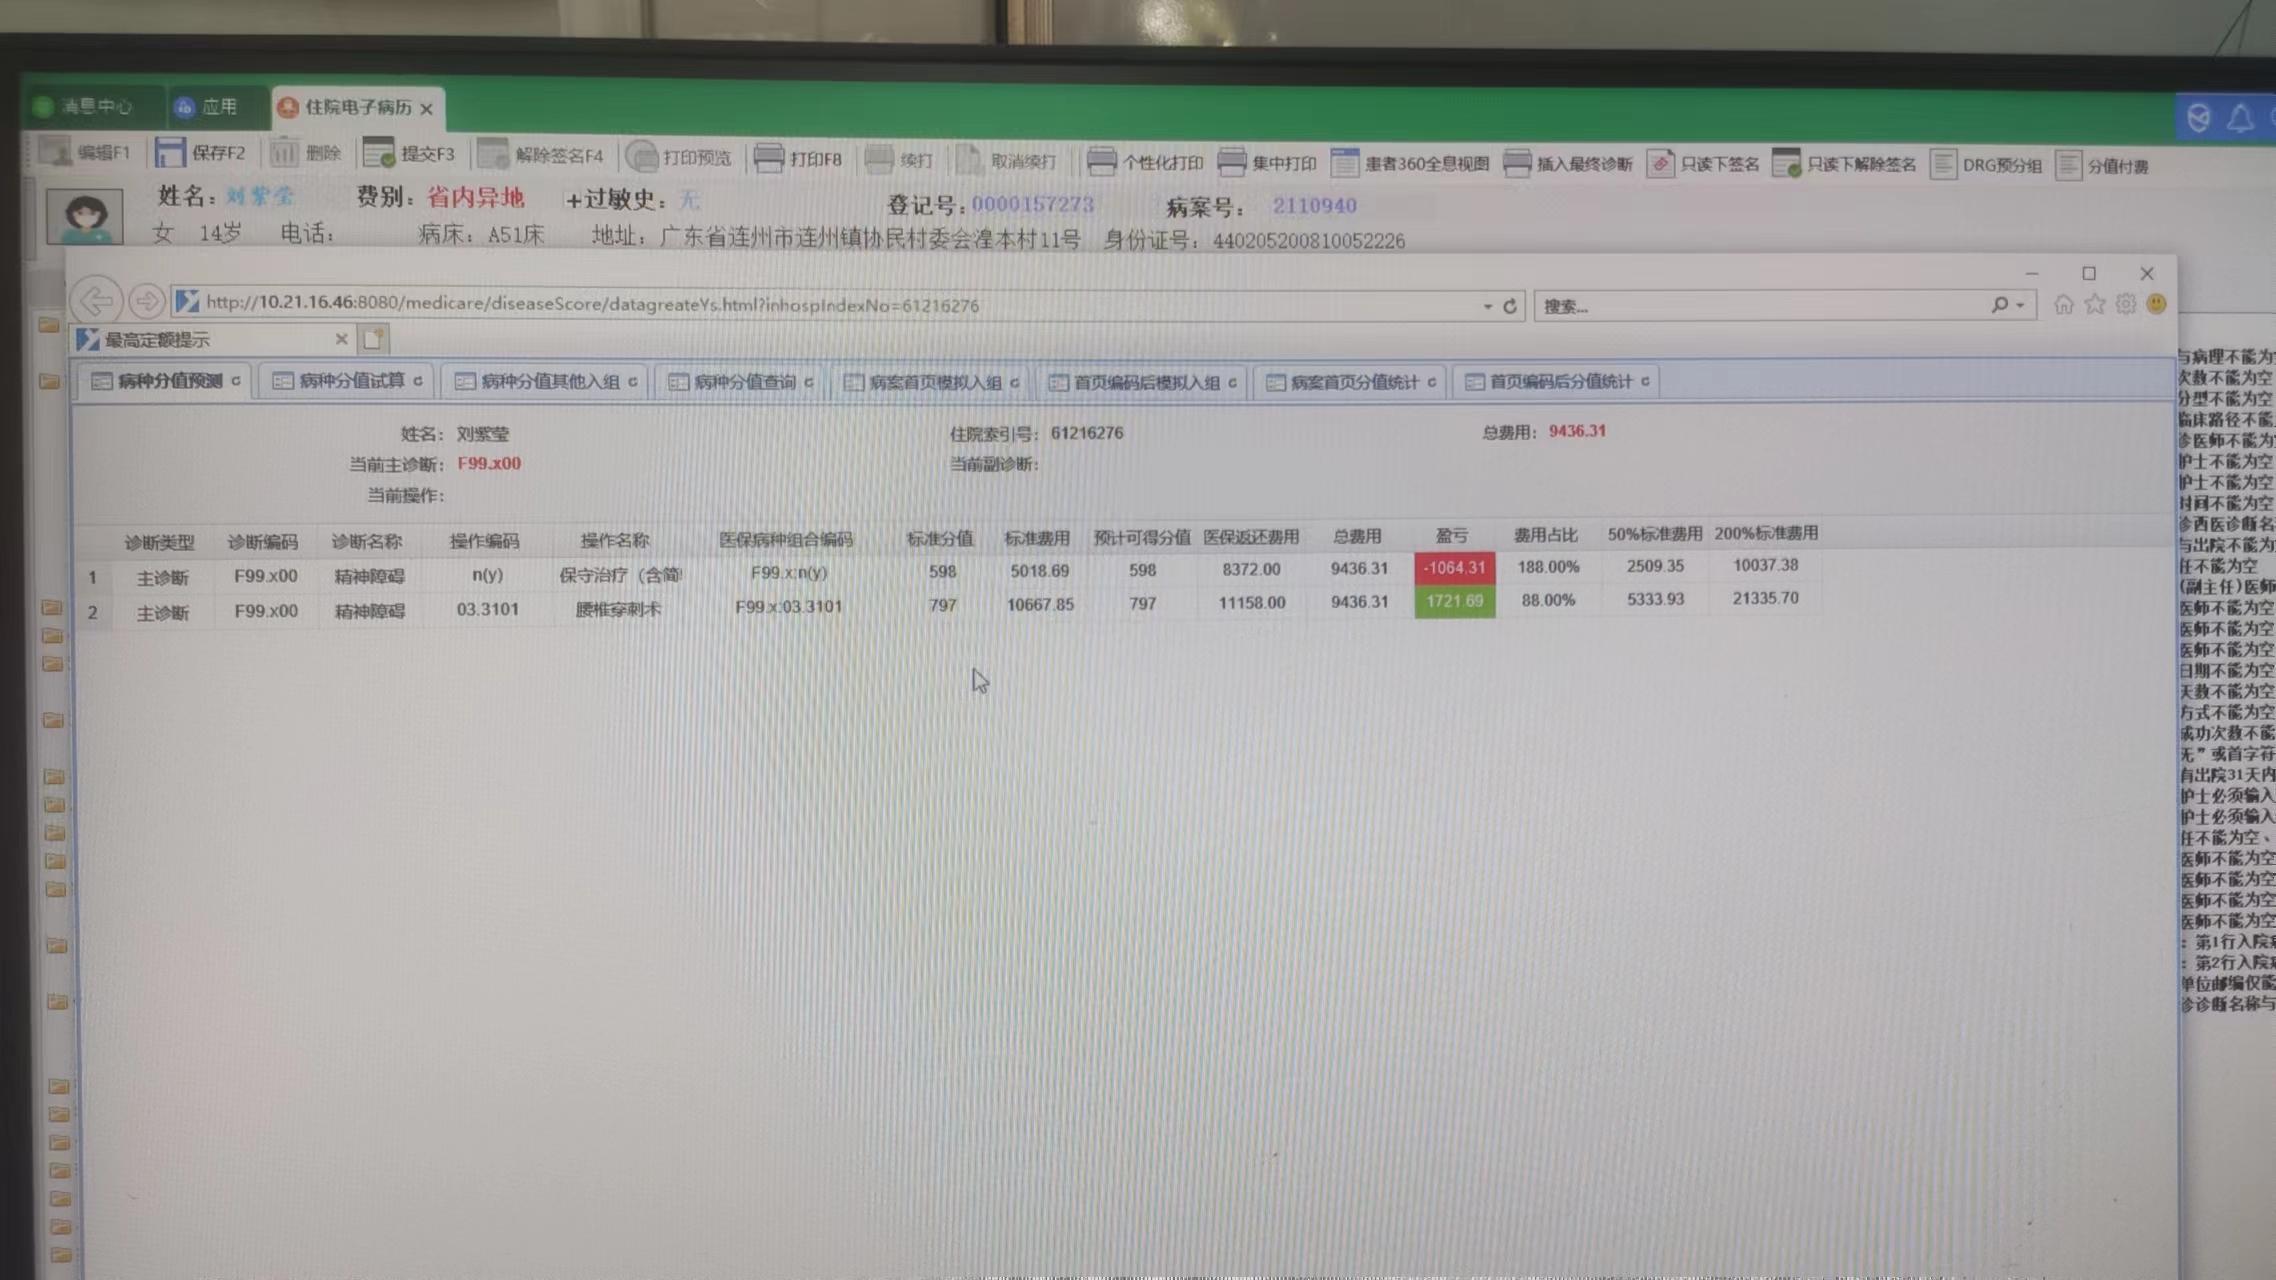 消息中心 应用 住院电子病历 ×
编辑F1 保存F2 删除 提交F3 解除签名F4 打印预览 打印F8 续打 取消续打 个性化打印 集中打印 患者360全息视图 插入最终诊断 只读下签名 只读下解除签名 DRG预分组 分值付费
姓名：刘紫莹 费别：省内异地 +过敏史：无 登记号：0000157273 病案号： 2110940
女 14岁 电话： 病床：A51床 地址：广东省连州市连州镇协民村委会湟本村11号 身份证号：440205200810052226
http://10.21.16.46:8080/medicare/diseaseScore/datagreateYs.html?inhospIndexNo=61216276 搜索...
最高定额提示
病种分值预测 病种分值试算 病种分值其他入组 病种分值查询 病案首页模拟入组 首页编码后模拟入组 病案首页分值统计 首页编码后分值统计
姓名： 刘紫莹 住院索引号： 61216276 总费用： 9436.31
当前主诊断： F99.x00 当前副诊断：
当前操作：
诊断类型 诊断编码 诊断名称 操作编码 操作名称 医保病种组合编码 标准分值 标准费用 预计可得分值 医保返还费用 总费用 盈亏 费用占比 50%标准费用 200%标准费用
1 主诊断 F99.x00 精神障碍 n(y) 保守治疗（含简 F99.x:n(y) 598 5018.69 598 8372.00 9436.31 -1064.31 188.00% 2509.35 10037.38
2 主诊断 F99.x00 精神障碍 03.3101 腰椎穿刺术 F99.x:03.3101 797 10667.85 797 11158.00 9436.31 1721.69 88.00% 5333.93 21335.70
与病理不能为
次数不能为空
分型不能为空
临床路径不能
诊医师不能为
护士不能为空
护士不能为空
时间不能为空
诊西医诊断名
与出院不能为
任不能为空
(副主任)医师
医师不能为空
医师不能为空
医师不能为空
日期不能为空
天数不能为空
方式不能为空
成功次数不能
无”或首字符
有出院31天内
护士必须输入
护士必须输入
任不能为空、
医师不能为空
医师不能为空
医师不能为空
医师不能为空
：第1行入院
：第2行入院
单位邮编仅能
诊诊断名称与